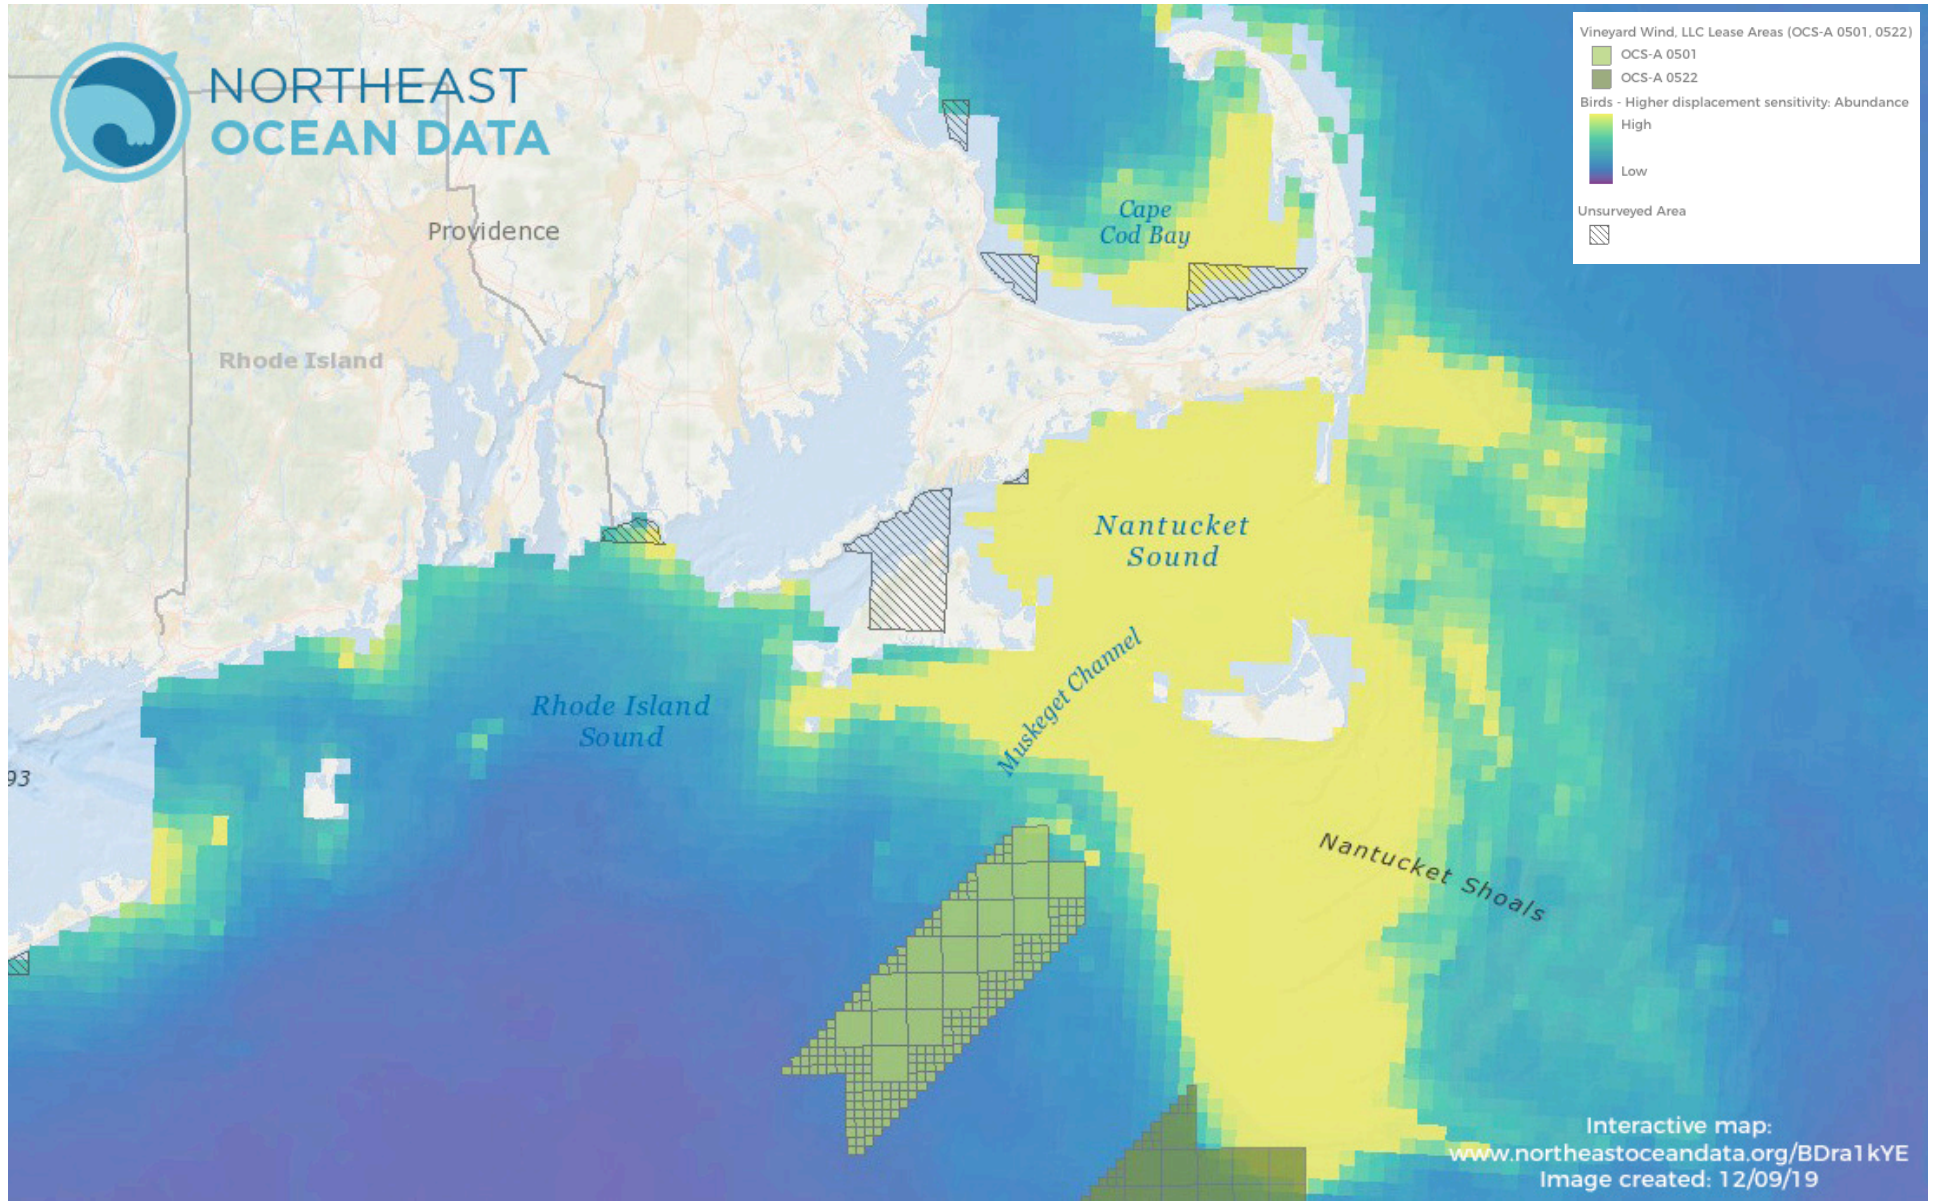 NORTHEAST
OCEAN DATA
Vineyard Wind, LLC Lease Areas (OCS-A 0501, 0522)
OCS-A 0501
OCS-A 0522
Birds - Higher displacement sensitivity: Abundance
High
Low
Unsurveyed Area
Providence
Cape
Cod Bay
Rhode Island
Nantucket
Sound
Muskeget Channel
Rhode Island
Sound
93
Nantucket Shoals
Interactive map:
www.northeastoceandata.org/BDra1kYE
Image created: 12/09/19